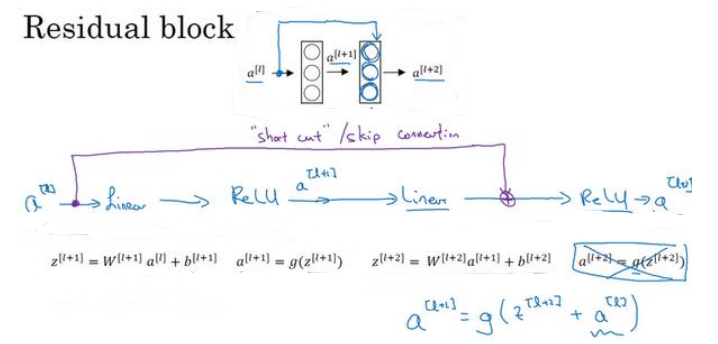 Residual block
a^[l] a^[l+1] a^[l+2]
"short cut" / skip connection
a^[l] → Linear → ReLU a^[l+1] → Linear ⊕ → ReLU → a^[l+2]
z^[l+1] = W^[l+1] a^[l] + b^[l+1] a^[l+1] = g(z^[l+1]) z^[l+2] = W^[l+2] a^[l+1] + b^[l+2] a^[l+2] = g(z^[l+2])
a^[l+2] = g(z^[l+2] + a^[l])